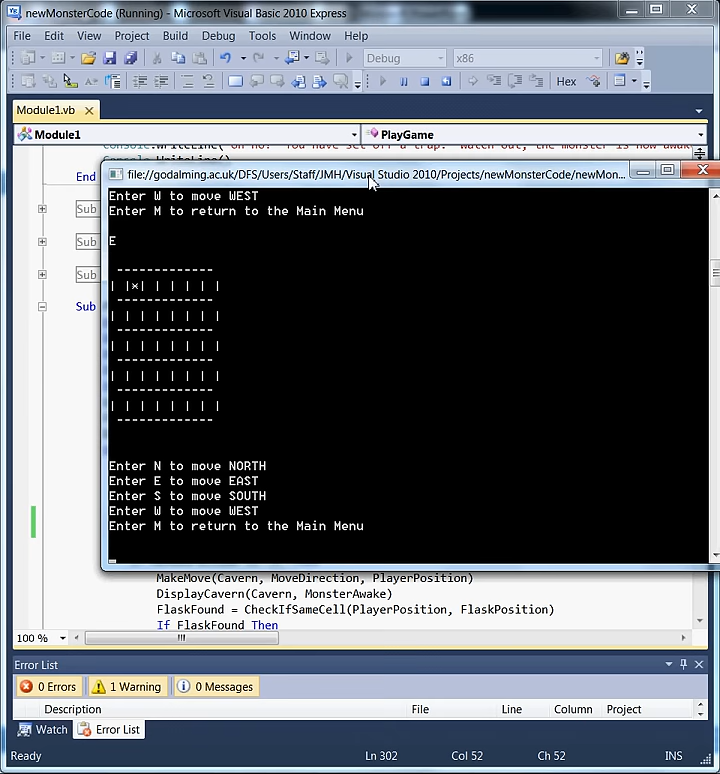 newMonsterCode (Running) - Microsoft Visual Basic 2010 Express
File Edit View Project Build Debug Tools Window Help
Debug x86
Hex
Module1.vb
Module1 PlayGame
End
file://godalming.ac.uk/DFS/Users/Staff/JMH/Visual Studio 2010/Projects/newMonsterCode/newMon...
Sub
Enter W to move WEST
Enter M to return to the Main Menu
E
Sub
-------------
| |×| | | | | |
Sub
-------------
Sub
| | | | | | | |
-------------
| | | | | | | |
-------------
| | | | | | | |
-------------
| | | | | | | |
-------------
Enter N to move NORTH
Enter E to move EAST
Enter S to move SOUTH
Enter W to move WEST
Enter M to return to the Main Menu
MakeMove(Cavern, MoveDirection, PlayerPosition)
DisplayCavern(Cavern, MonsterAwake)
FlaskFound = CheckIfSameCell(PlayerPosition, FlaskPosition)
If FlaskFound Then
100 %
Error List
0 Errors 1 Warning 0 Messages
Description File Line Column Project
Watch Error List
Ready Ln 302 Col 52 Ch 52 INS